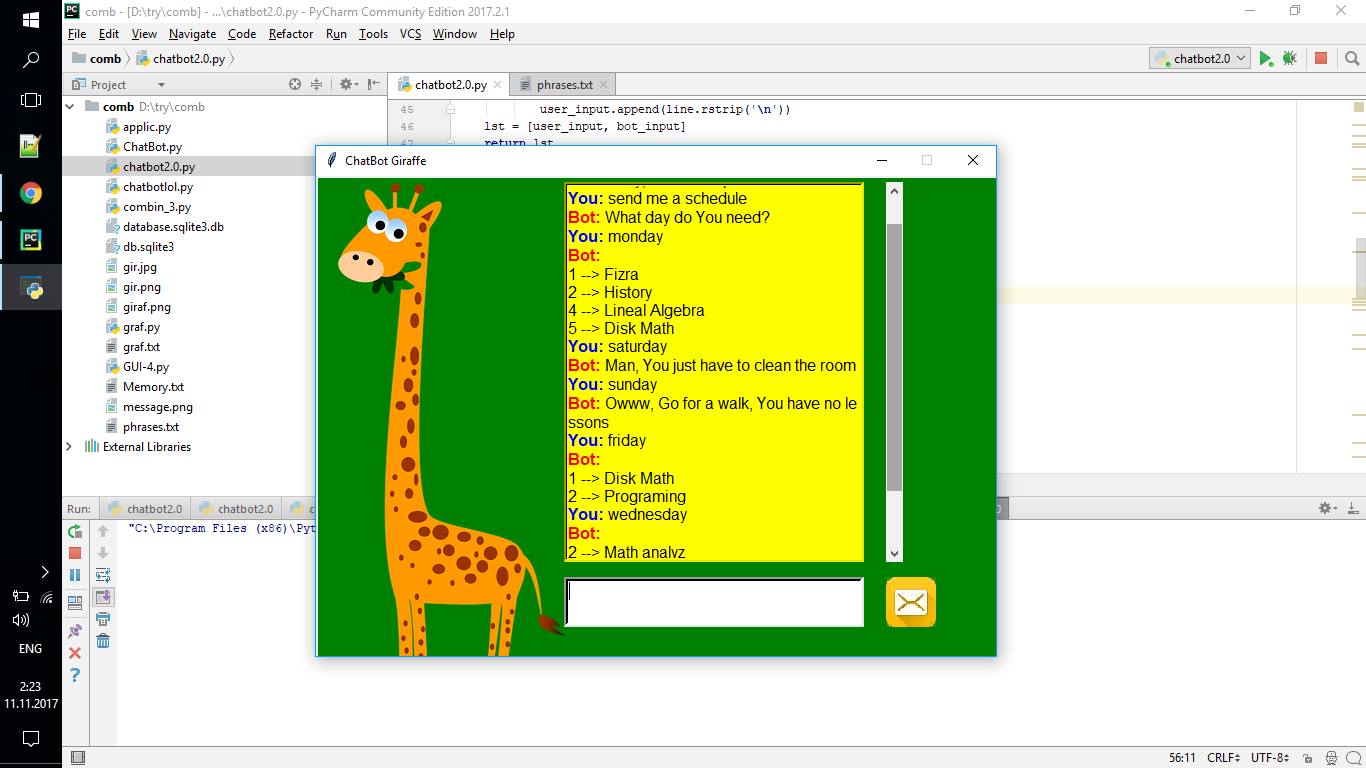 comb - [D:\try\comb] - ...\chatbot2.0.py - PyCharm Community Edition 2017.2.1
File Edit View Navigate Code Refactor Run Tools VCS Window Help
comb chatbot2.0.py
chatbot2.0
Project
chatbot2.0.py
phrases.txt
comb D:\try\comb
applic.py
ChatBot.py
chatbot2.0.py
chatbotlol.py
combin_3.py
database.sqlite3.db
db.sqlite3
gir.jpg
gir.png
giraf.png
graf.py
graf.txt
GUI-4.py
Memory.txt
message.png
phrases.txt
External Libraries
45 user_input.append(line.rstrip('\n'))
46 lst = [user_input, bot_input]
47 return lst
ChatBot Giraffe
You: send me a schedule
Bot: What day do You need?
You: monday
Bot:
1 --> Fizra
2 --> History
4 --> Lineal Algebra
5 --> Disk Math
You: saturday
Bot: Man, You just have to clean the room
You: sunday
Bot: Owww, Go for a walk, You have no le
ssons
You: friday
Bot:
1 --> Disk Math
2 --> Programing
You: wednesday
Bot:
2 --> Math analyz
Run: chatbot2.0 chatbot2.0
"C:\Program Files (x86)\Pyt
ENG
2:23
11.11.2017
56:11 CRLF UTF-8